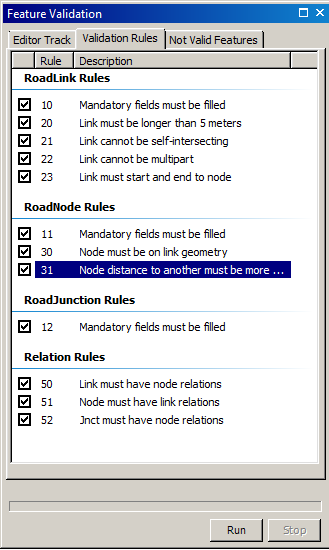 Feature Validation
Editor Track Validation Rules Not Valid Features
Rule Description
RoadLink Rules
10 Mandatory fields must be filled
20 Link must be longer than 5 meters
21 Link cannot be self-intersecting
22 Link cannot be multipart
23 Link must start and end to node
RoadNode Rules
11 Mandatory fields must be filled
30 Node must be on link geometry
31 Node distance to another must be more ...
RoadJunction Rules
12 Mandatory fields must be filled
Relation Rules
50 Link must have node relations
51 Node must have link relations
52 Jnct must have node relations
Run Stop